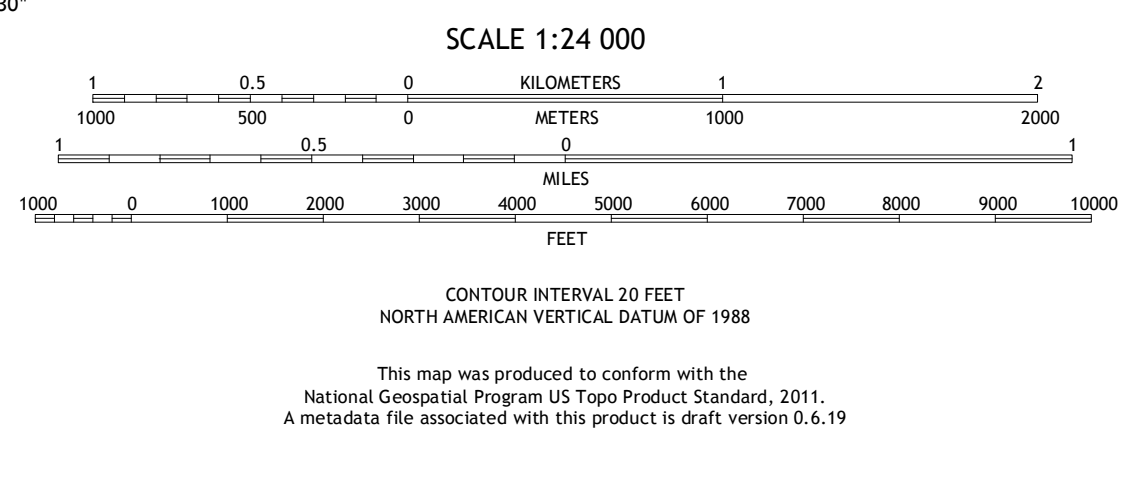 30"
SCALE 1:24 000
1 0.5 0 KILOMETERS 1 2
1000 500 0 METERS 1000 2000
1 0.5 0 1
MILES
1000 0 1000 2000 3000 4000 5000 6000 7000 8000 9000 10000
FEET
CONTOUR INTERVAL 20 FEET
NORTH AMERICAN VERTICAL DATUM OF 1988
This map was produced to conform with the
National Geospatial Program US Topo Product Standard, 2011.
A metadata file associated with this product is draft version 0.6.19